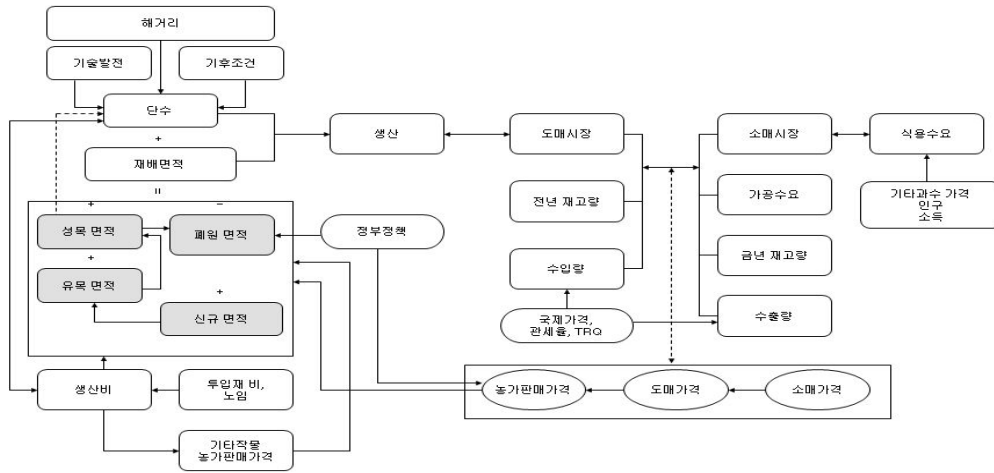 해거리
기술발전
기후조건
단수
+
재배면적
=
생산
도매시장
소매시장
식용수요
전년 재고량
가공수요
기타과수 가격
인구
소득
수입량
금년 재고량
국제가격,
관세율, TRQ
수출량
+
-
성목 면적
폐원 면적
정부정책
+
유목 면적
+
신규 면적
생산비
투입재 비,
노임
기타작물
농가판매가격
농가판매가격
도매가격
소매가격